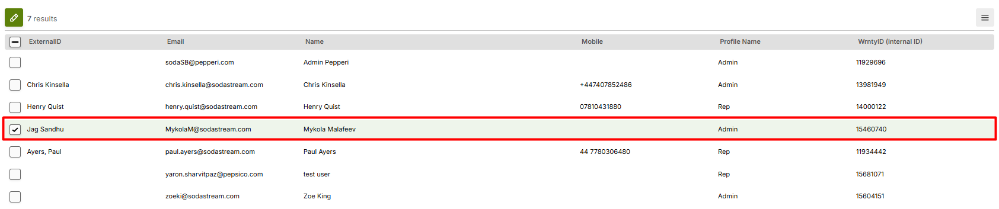 7 results
ExternalID Email Name Mobile Profile Name WrntyID (internal ID)
sodaSB@pepperi.com Admin Pepperi Admin 11929696
Chris Kinsella chris.kinsella@sodastream.com Chris Kinsella +447407852486 Admin 13981949
Henry Quist henry.quist@sodastream.com Henry Quist 07810431880 Rep 14000122
Jag Sandhu MykolaM@sodastream.com Mykola Malafeev Admin 15460740
Ayers, Paul paul.ayers@sodastream.com Paul Ayers 44 7780306480 Rep 11934442
yaron.sharvitpaz@pepsico.com test user Rep 15681071
zoeki@sodastream.com Zoe King Admin 15604151